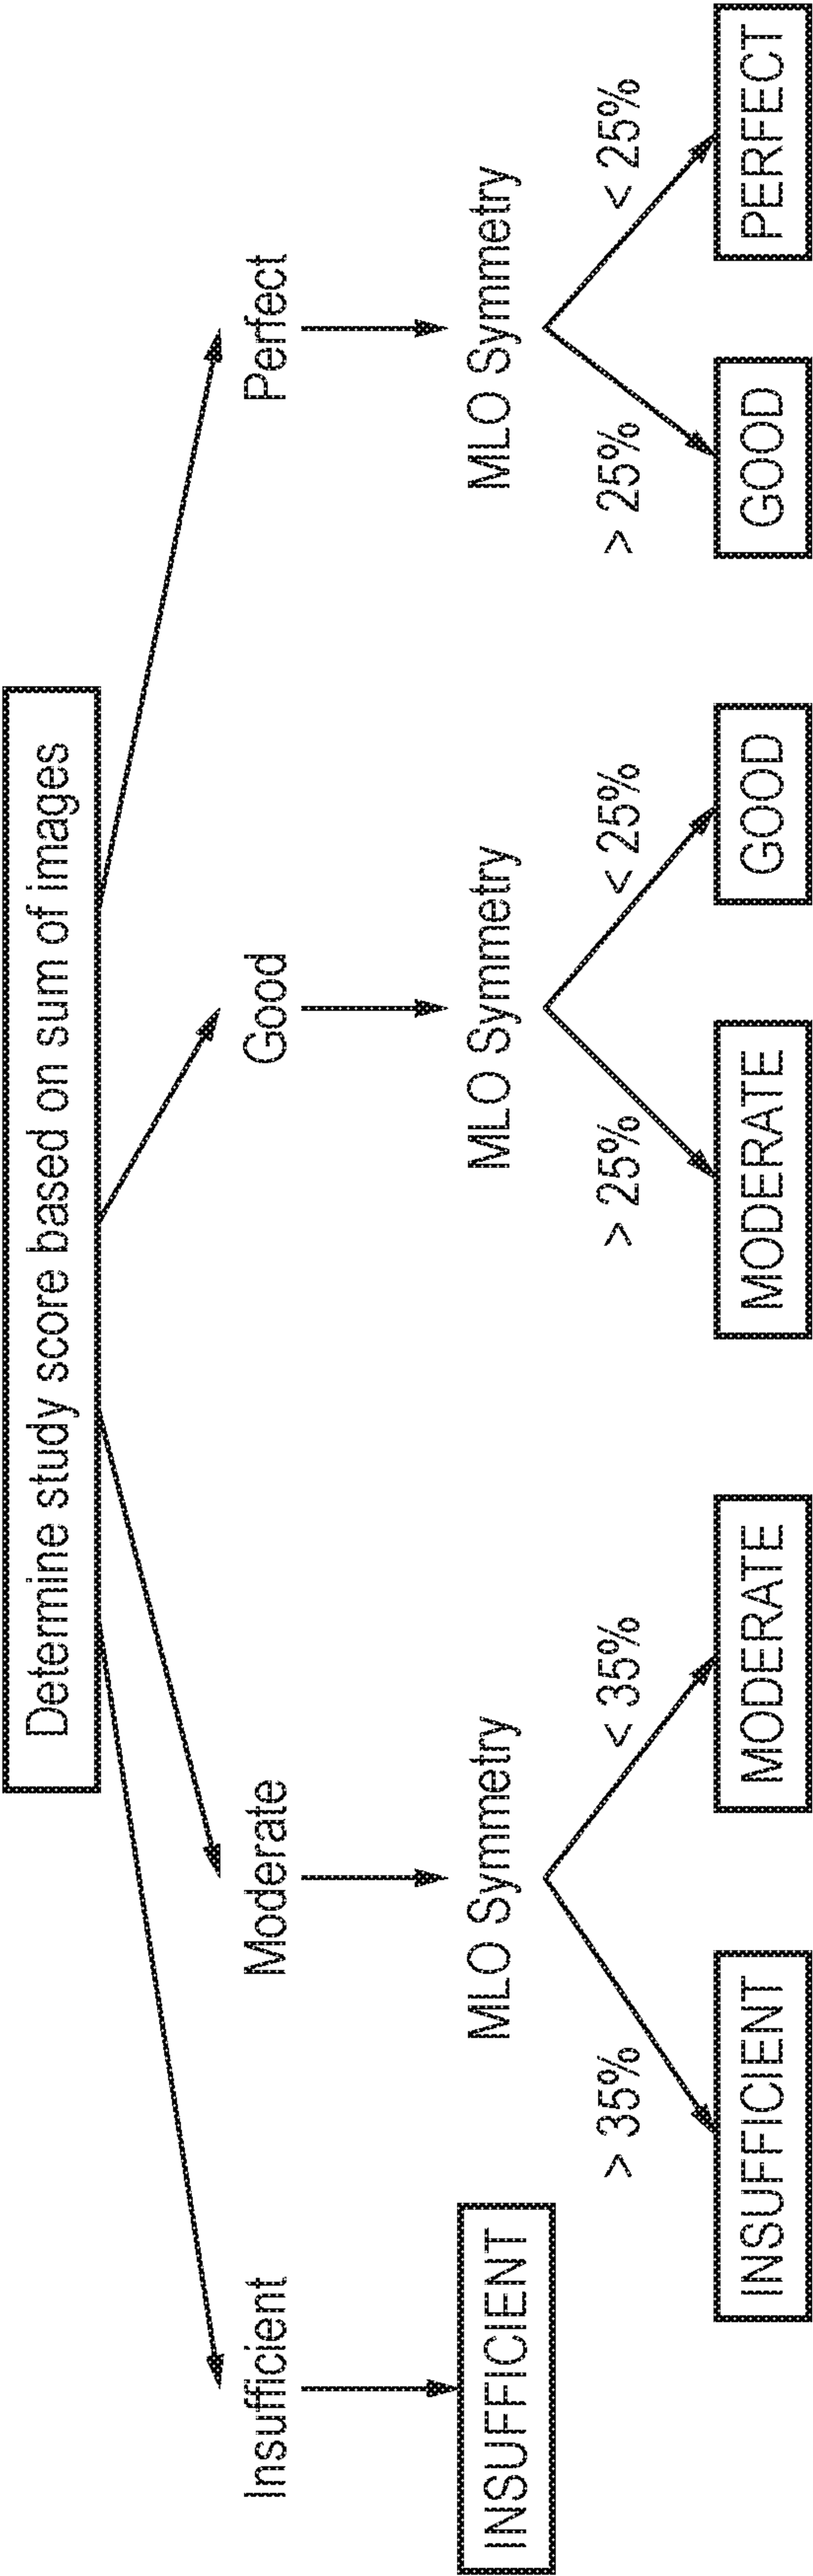 Determine study score based on sum of images
Insufficient
Moderate
Good
Perfect
INSUFFICIENT
MLO Symmetry
MLO Symmetry
MLO Symmetry
> 35%
< 35%
> 25%
< 25%
> 25%
< 25%
INSUFFICIENT
MODERATE
MODERATE
GOOD
GOOD
PERFECT